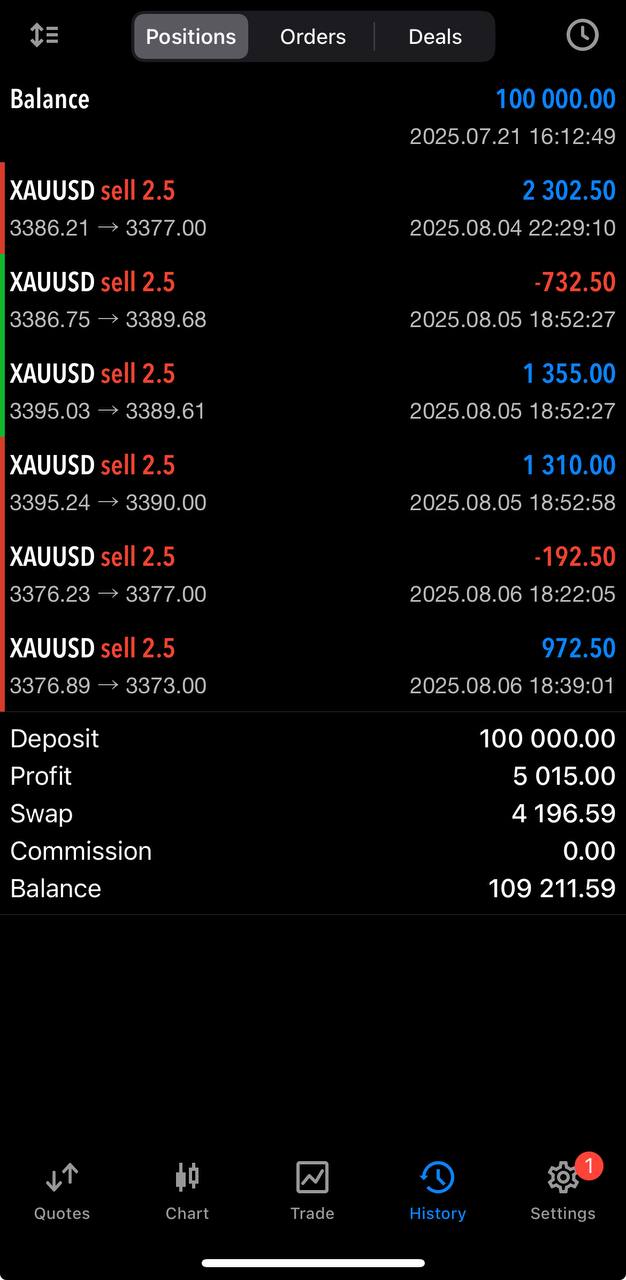 Positions Orders Deals
Balance 100 000.00
2025.07.21 16:12:49
XAUUSD sell 2.5 2 302.50
3386.21 → 3377.00 2025.08.04 22:29:10
XAUUSD sell 2.5 -732.50
3386.75 → 3389.68 2025.08.05 18:52:27
XAUUSD sell 2.5 1 355.00
3395.03 → 3389.61 2025.08.05 18:52:27
XAUUSD sell 2.5 1 310.00
3395.24 → 3390.00 2025.08.05 18:52:58
XAUUSD sell 2.5 -192.50
3376.23 → 3377.00 2025.08.06 18:22:05
XAUUSD sell 2.5 972.50
3376.89 → 3373.00 2025.08.06 18:39:01
Deposit 100 000.00
Profit 5 015.00
Swap 4 196.59
Commission 0.00
Balance 109 211.59
1
Quotes Chart Trade History Settings